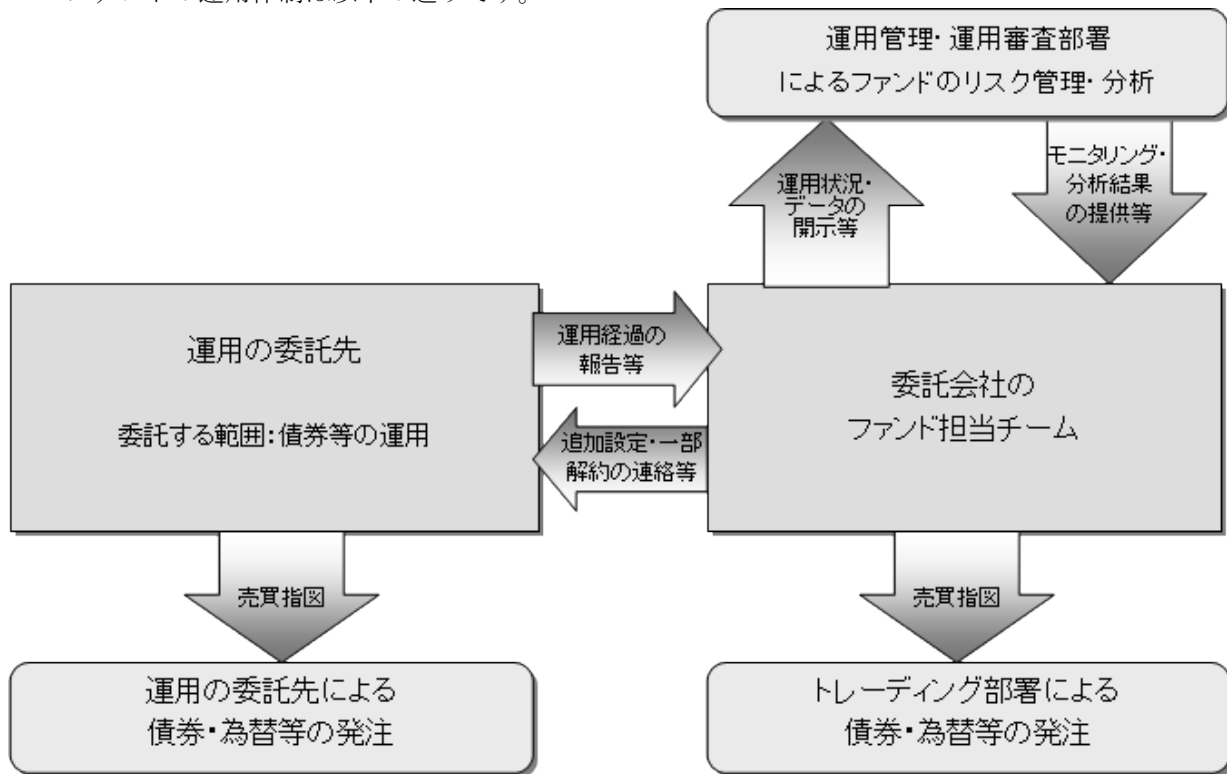 運用管理・運用審査部署
によるファンドのリスク管理・分析
運用状況・
データの
開示等
モニタリング・
分析結果
の提供等
運用の委託先
委託する範囲:債券等の運用
運用経過の
報告等
追加設定・一部
解約の連絡等
委託会社の
ファンド担当チーム
売買指図
売買指図
運用の委託先による
債券・為替等の発注
トレーディング部署による
債券・為替等の発注